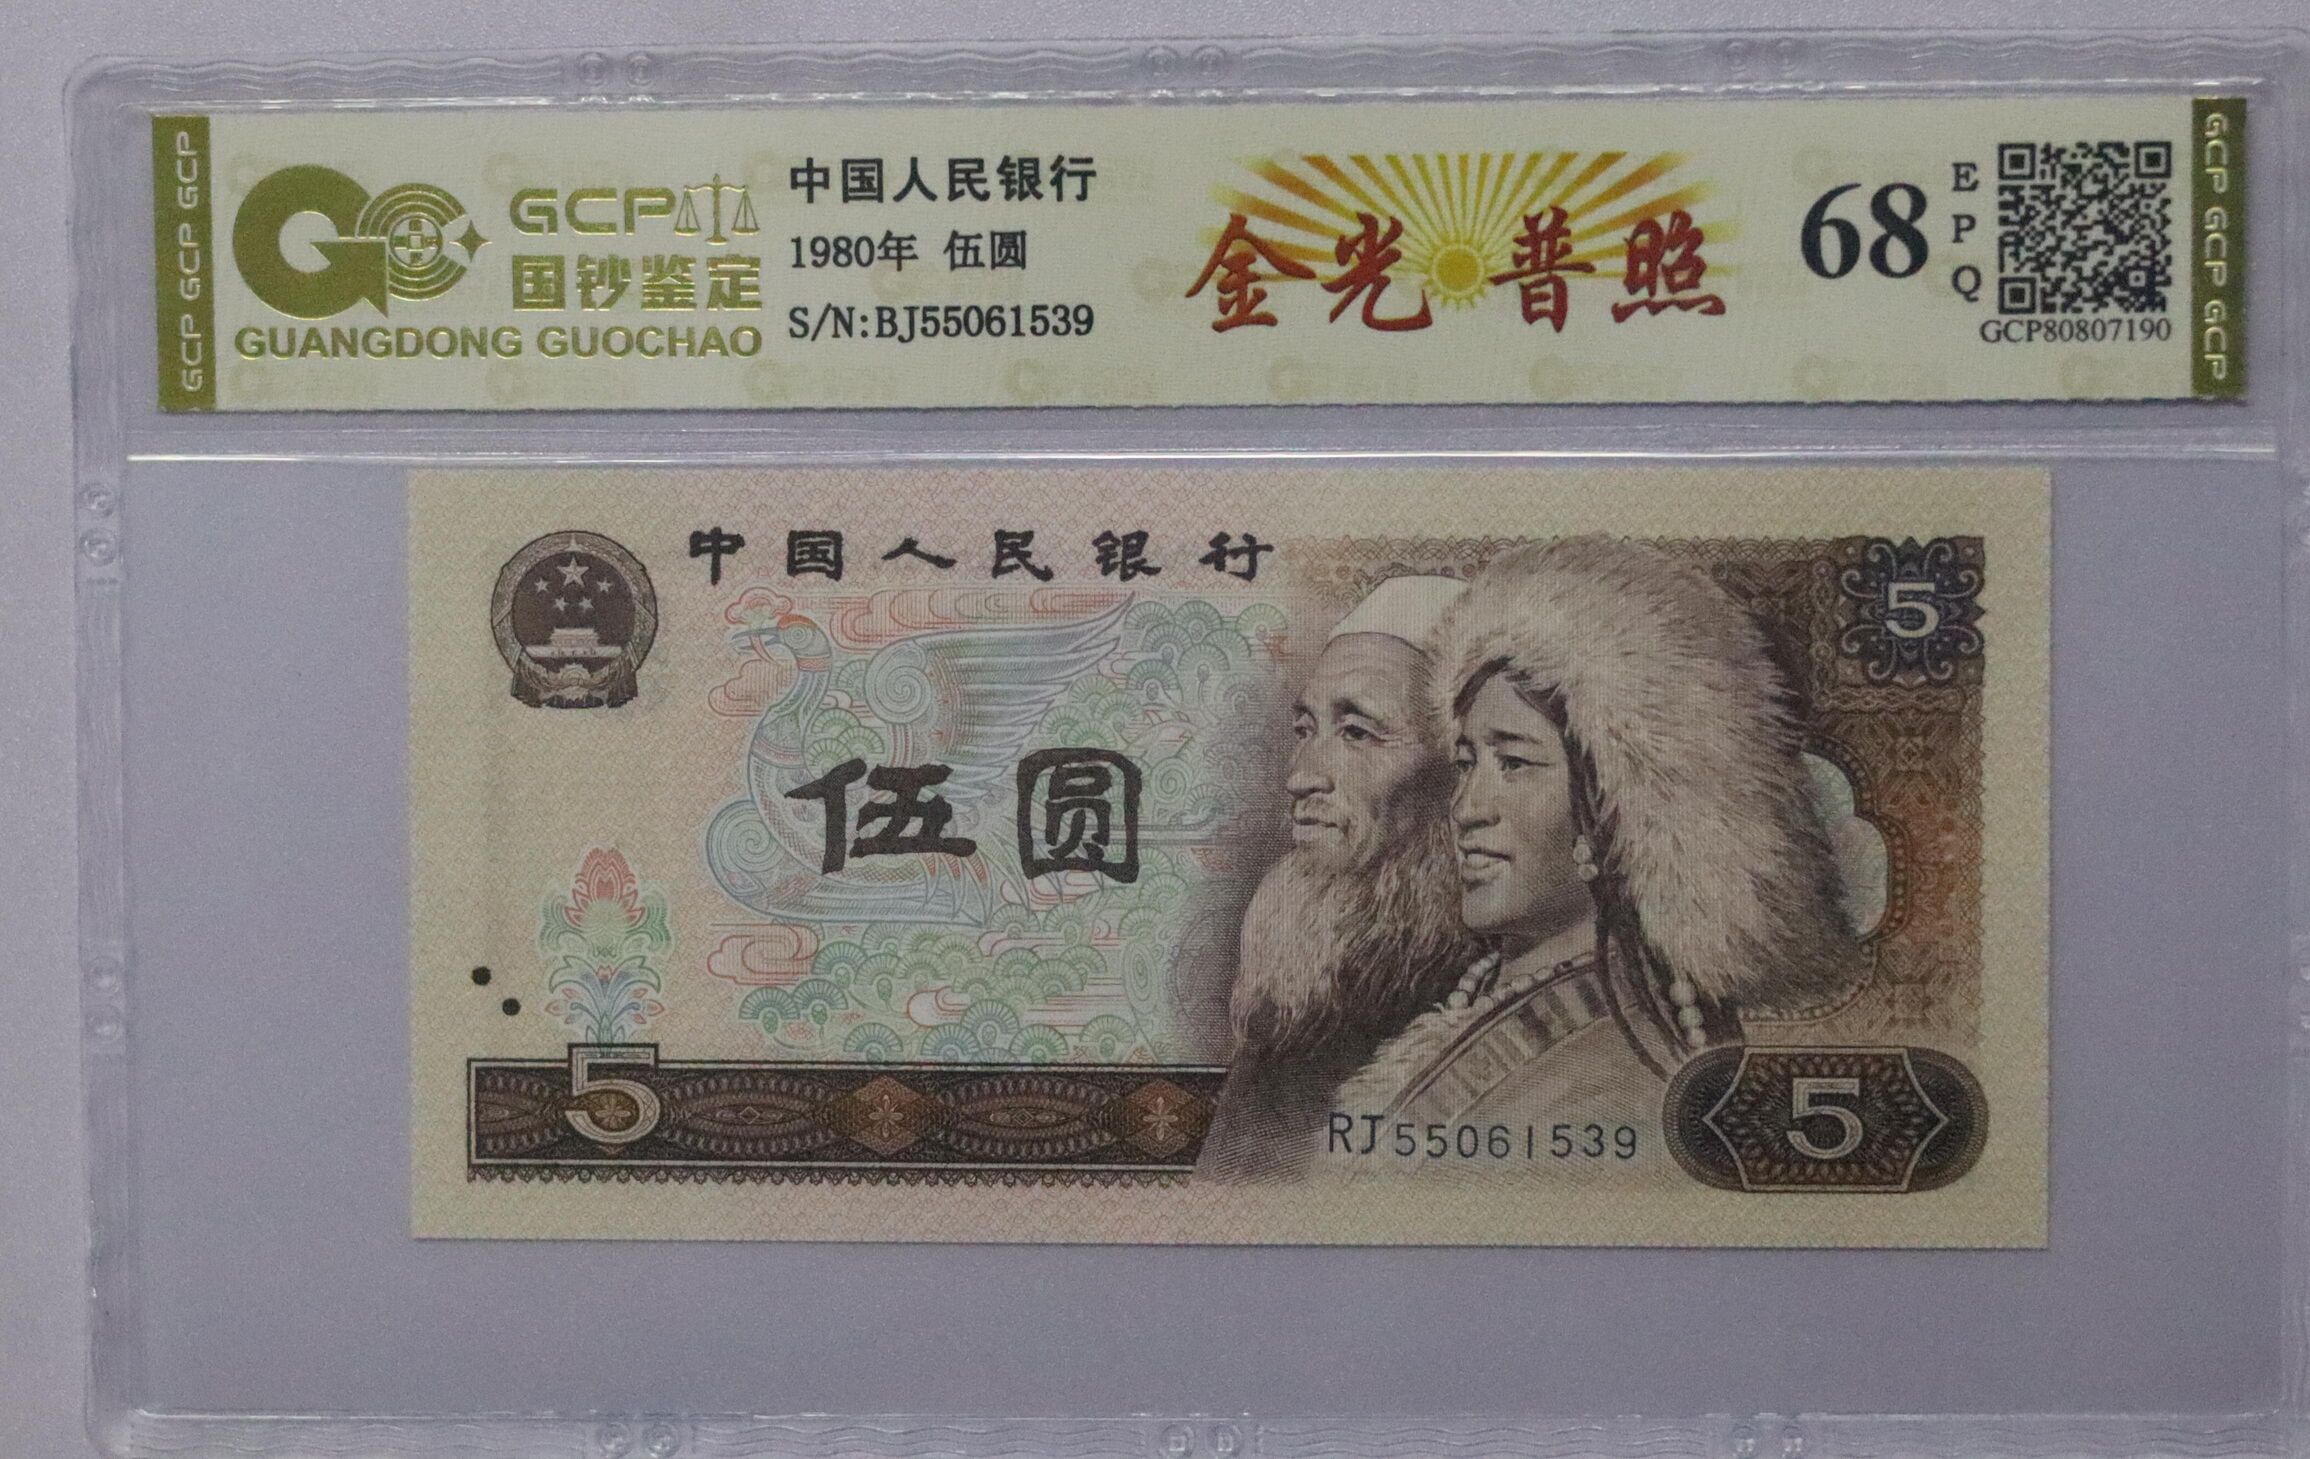 GCP GCP GCP
GCP
国钞鉴定
GUANGDONG GUOCHAO
中国人民银行
1980年 伍圆
S/N:BJ55061539
金光普照
68
EPQ
GCP80807190
GCP GCP GCP
中国人民银行
5
伍圆
5
RJ55061539
5